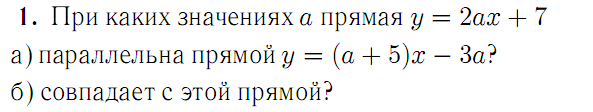 1. При каких значениях a прямая y = 2ax + 7
а) параллельна прямой y = (a + 5)x − 3a?
б) совпадает с этой прямой?